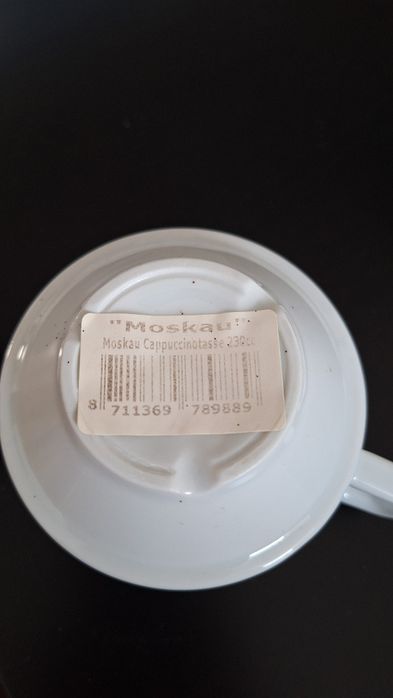 "Moskau"
Moskau Cappuccinotasse 230cc
8 711369 789889